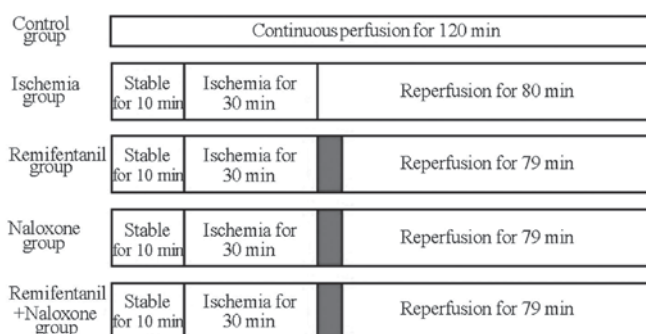 Control
group
Continuous perfusion for 120 min
Ischemia
group
Stable
for 10 min
Ischemia for
30 min
Reperfusion for 80 min
Remifentanil
group
Stable
for 10 min
Ischemia for
30 min
Reperfusion for 79 min
Naloxone
group
Stable
for 10 min
Ischemia for
30 min
Reperfusion for 79 min
Remifentanil
+Naloxone
group
Stable
for 10 min
Ischemia for
30 min
Reperfusion for 79 min